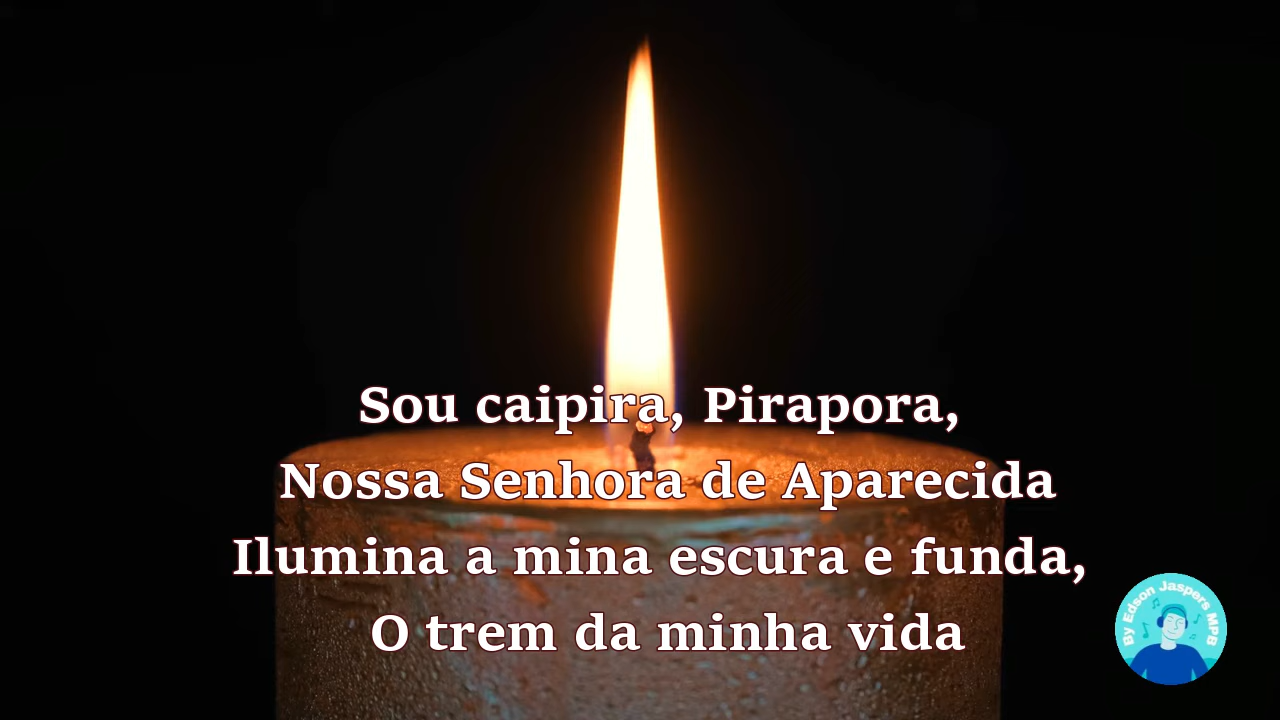 Sou caipira, Pirapora,
Nossa Senhora de Aparecida
Ilumina a mina escura e funda,
O trem da minha vida
By Edson Jaspers MPB